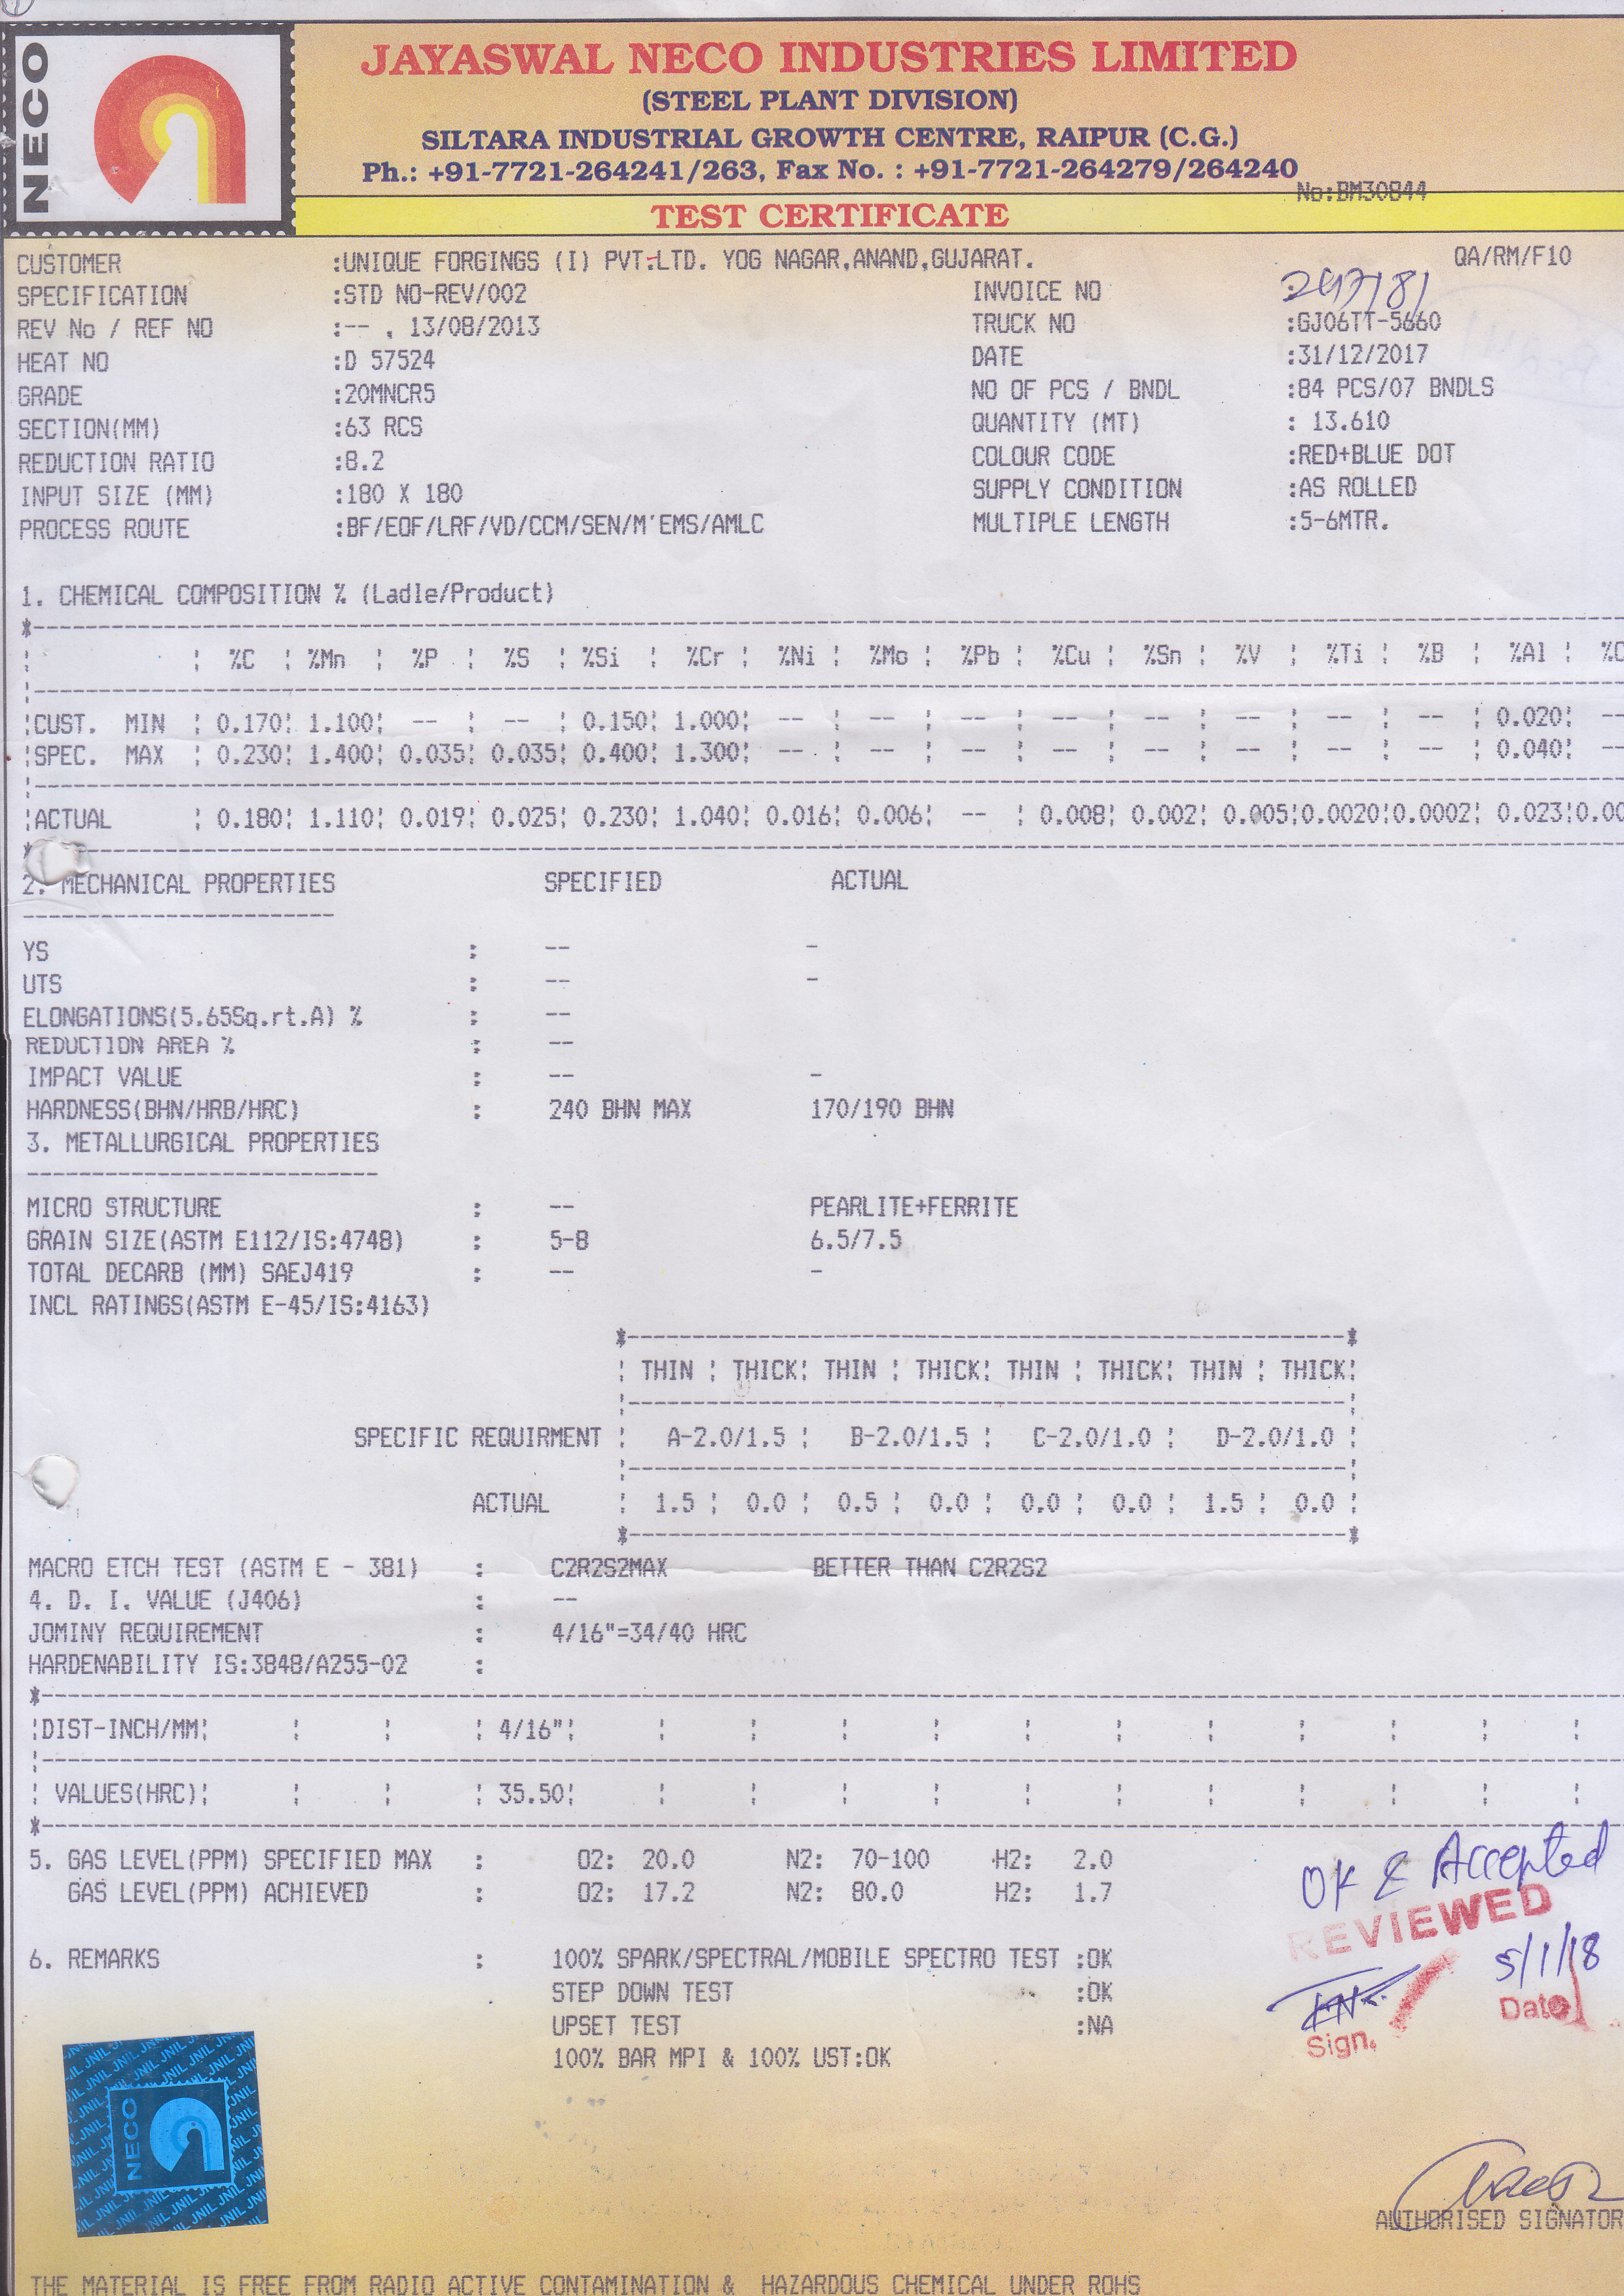 NECO
JAYASWAL NECO INDUSTRIES LIMITED
(STEEL PLANT DIVISION)
SILTARA INDUSTRIAL GROWTH CENTRE, RAIPUR (C.G.)
Ph.: +91-7721-264241/263, Fax No. : +91-7721-264279/264240
No:BM30844
TEST CERTIFICATE
QA/RM/F10
CUSTOMER :UNIQUE FORGINGS (I) PVT.LTD. YOG NAGAR,ANAND,GUJARAT.
SPECIFICATION :STD NO-REV/002 INVOICE NO
REV No / REF NO :-- , 13/08/2013 TRUCK NO :GJ06TT-5660
HEAT NO :D 57524 DATE :31/12/2017
GRADE :20MNCR5 NO OF PCS / BNDL :84 PCS/07 BNDLS
SECTION(MM) :63 RCS QUANTITY (MT) : 13.610
REDUCTION RATIO :8.2 COLOUR CODE :RED+BLUE DOT
INPUT SIZE (MM) :180 X 180 SUPPLY CONDITION :AS ROLLED
PROCESS ROUTE :BF/EOF/LRF/VD/CCM/SEN/M'EMS/AMLC MULTIPLE LENGTH :5-6MTR.
1. CHEMICAL COMPOSITION % (Ladle/Product)
%C %Mn %P %S %Si %Cr %Ni %Mo %Pb %Cu %Sn %V %Ti %B %Al
CUST. MIN 0.170 1.100 -- -- 0.150 1.000 -- -- -- -- -- -- -- -- 0.020 --
SPEC. MAX 0.230 1.400 0.035 0.035 0.400 1.300 -- -- -- -- -- -- -- -- 0.040 --
ACTUAL 0.180 1.110 0.019 0.025 0.230 1.040 0.016 0.006 -- 0.008 0.002 0.005 0.0020 0.0002 0.023 0.00
2. MECHANICAL PROPERTIES SPECIFIED ACTUAL
YS : -- -
UTS : -- -
ELONGATIONS(5.65Sq.rt.A) % : --
REDUCTION AREA % : --
IMPACT VALUE : -- -
HARDNESS(BHN/HRB/HRC) : 240 BHN MAX 170/190 BHN
3. METALLURGICAL PROPERTIES
MICRO STRUCTURE : -- PEARLITE+FERRITE
GRAIN SIZE(ASTM E112/IS:4748) : 5-8 6.5/7.5
TOTAL DECARB (MM) SAEJ419 : -- -
INCL RATINGS(ASTM E-45/IS:4163)
THIN THICK THIN THICK THIN THICK THIN THICK
SPECIFIC REQUIRMENT A-2.0/1.5 B-2.0/1.5 C-2.0/1.0 D-2.0/1.0
ACTUAL 1.5 0.0 0.5 0.0 0.0 0.0 1.5 0.0
MACRO ETCH TEST (ASTM E - 381) : C2R2S2MAX BETTER THAN C2R2S2
4. D. I. VALUE (J406) : --
JOMINY REQUIREMENT : 4/16"=34/40 HRC
HARDENABILITY IS:3848/A255-02 :
DIST-INCH/MM 4/16"
VALUES(HRC) 35.50
5. GAS LEVEL(PPM) SPECIFIED MAX : O2: 20.0 N2: 70-100 H2: 2.0
GAS LEVEL(PPM) ACHIEVED : O2: 17.2 N2: 80.0 H2: 1.7
OK & Accepted
REVIEWED
5/1/18
Sign. Date
6. REMARKS : 100% SPARK/SPECTRAL/MOBILE SPECTRO TEST :OK
STEP DOWN TEST :OK
UPSET TEST :NA
100% BAR MPI & 100% UST:OK
NECO
JNIL JNIL JNIL
AUTHORISED SIGNATOR
THE MATERIAL IS FREE FROM RADIO ACTIVE CONTAMINATION & HAZARDOUS CHEMICAL UNDER ROHS